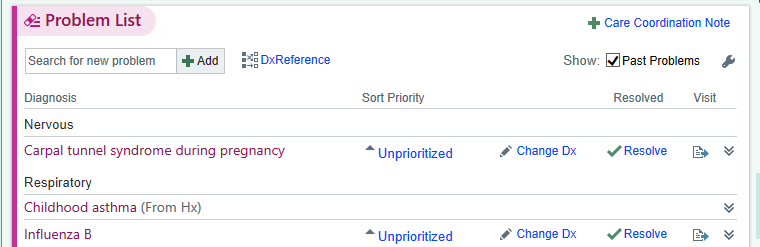 Problem List
Care Coordination Note
Search for new problem Add DxReference Show: Past Problems
Diagnosis Sort Priority Resolved Visit
Nervous
Carpal tunnel syndrome during pregnancy Unprioritized Change Dx Resolve
Respiratory
Childhood asthma (From Hx)
Influenza B Unprioritized Change Dx Resolve